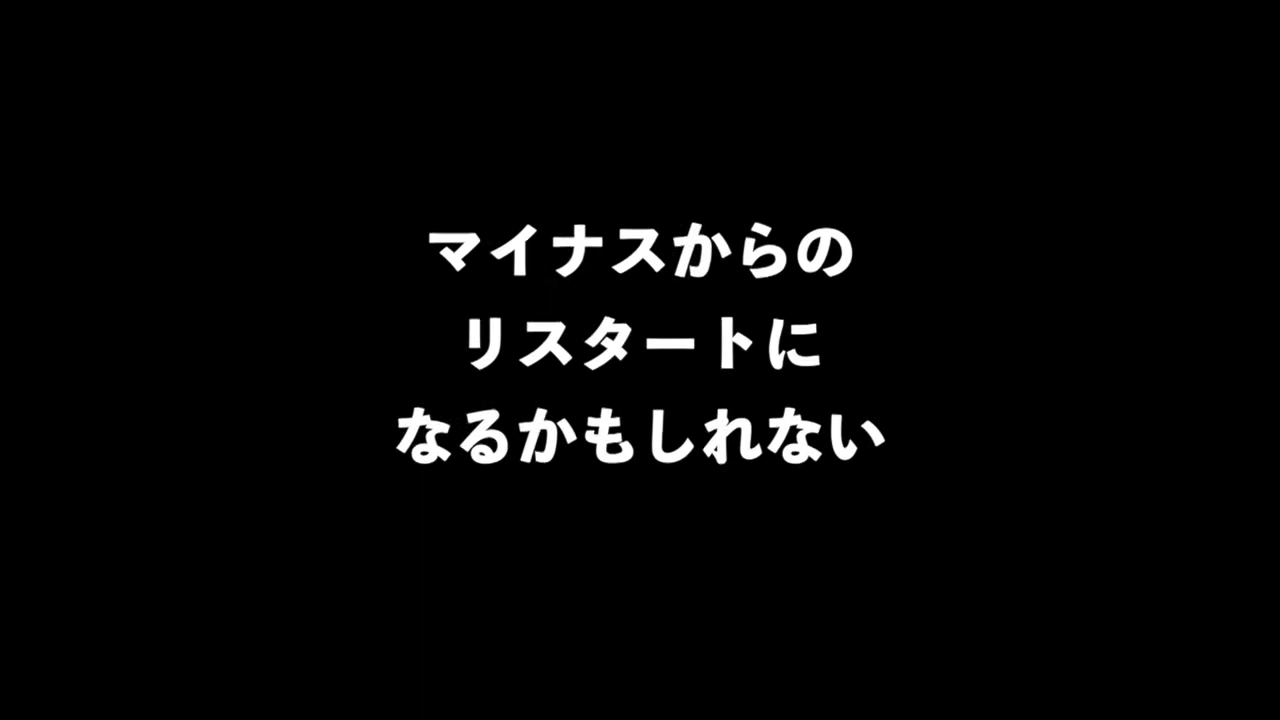 マイナスからの
リスタートに
なるかもしれない